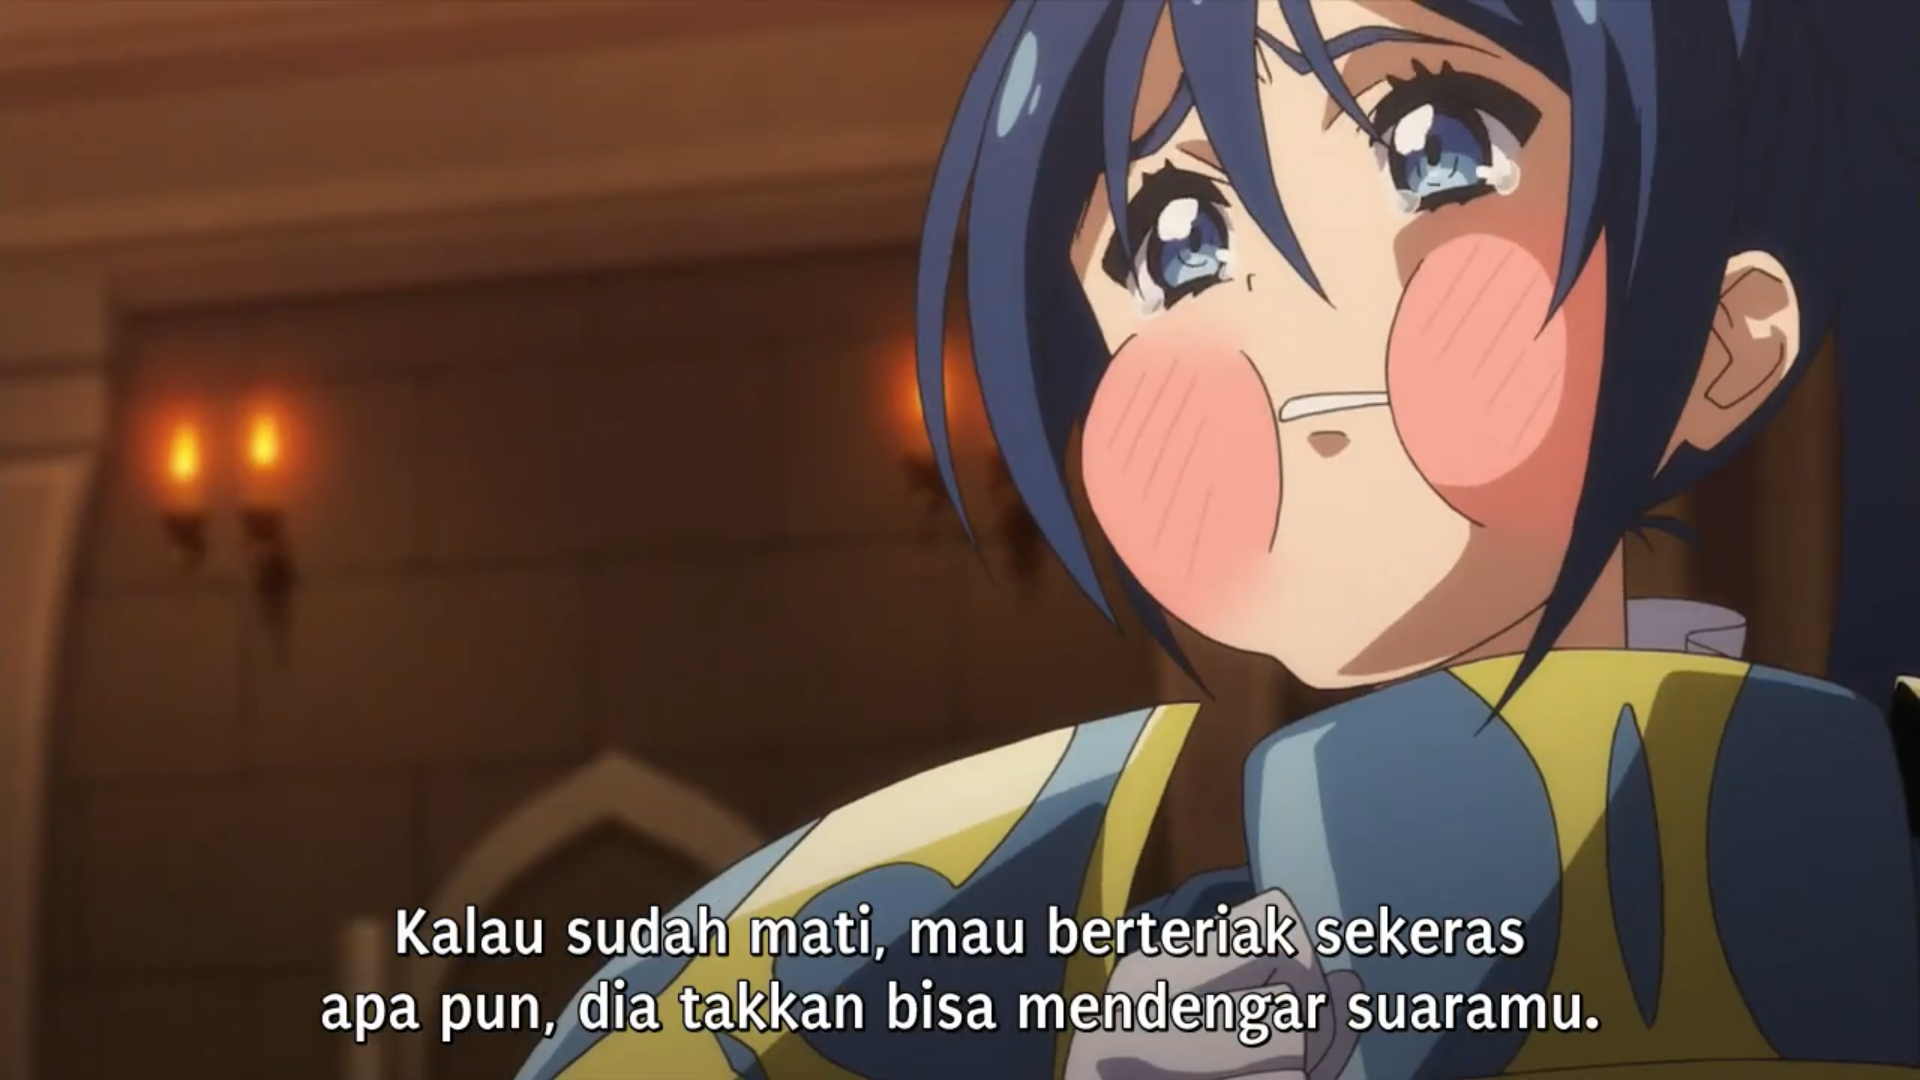 Kalau sudah mati, mau berteriak sekeras
apa pun, dia takkan bisa mendengar suaramu.